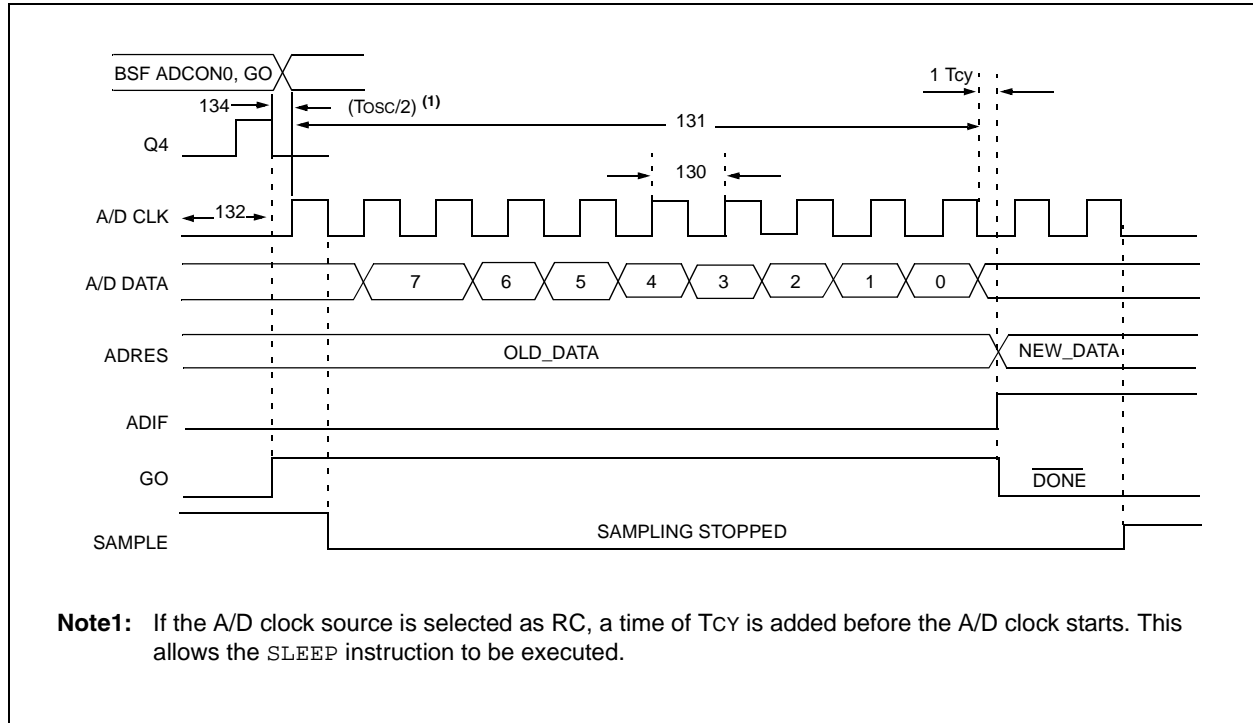 BSF ADCON0, GO
1 Tcy
134
(TOSC/2) (1)
131
Q4
130
A/D CLK
132
A/D DATA
7 6 5 4 3 2 1 0
ADRES
OLD_DATA
NEW_DATA
ADIF
GO
DONE
SAMPLE
SAMPLING STOPPED
Note1: If the A/D clock source is selected as RC, a time of TCY is added before the A/D clock starts. This
allows the SLEEP instruction to be executed.